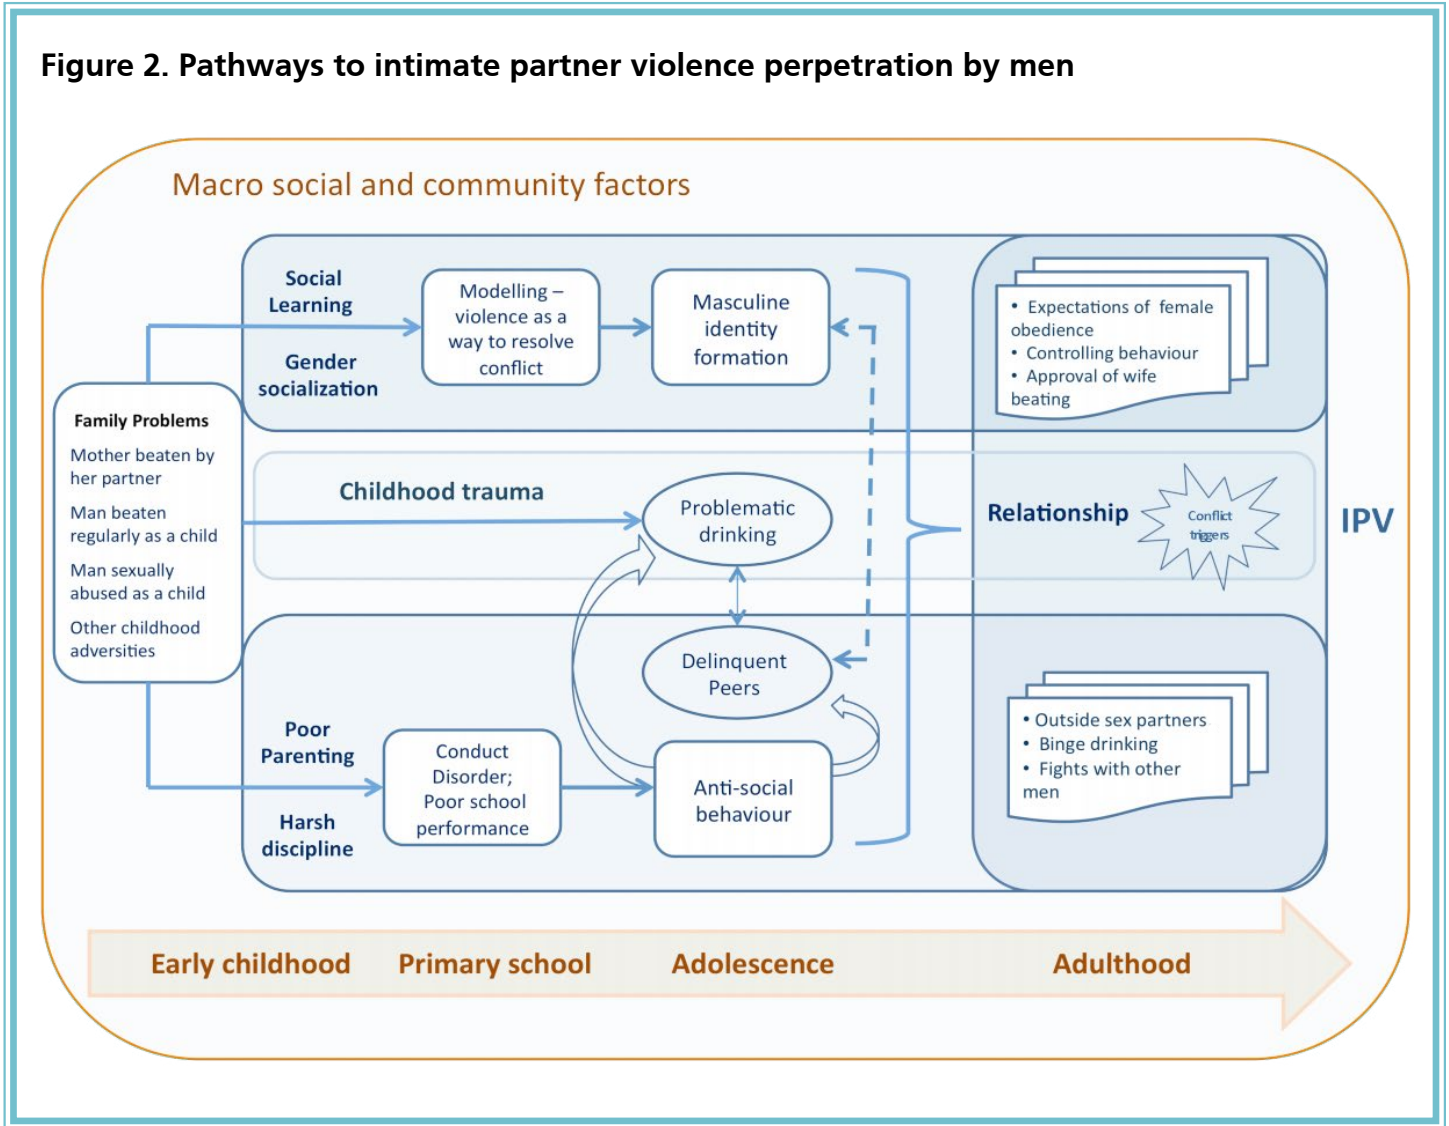 Figure 2. Pathways to intimate partner violence perpetration by men
Macro social and community factors
Social
Learning
Gender
socialization
Modelling –
violence as a
way to resolve
conflict
Masculine
identity
formation
• Expectations of female
obedience
• Controlling behaviour
• Approval of wife
beating
Family Problems
Mother beaten by
her partner
Man beaten
regularly as a child
Man sexually
abused as a child
Other childhood
adversities
Childhood trauma
Problematic
drinking
Relationship
Conflict
triggers
IPV
Delinquent
Peers
Poor
Parenting
Harsh
discipline
Conduct
Disorder;
Poor school
performance
Anti-social
behaviour
• Outside sex partners
• Binge drinking
• Fights with other
men
Early childhood
Primary school
Adolescence
Adulthood